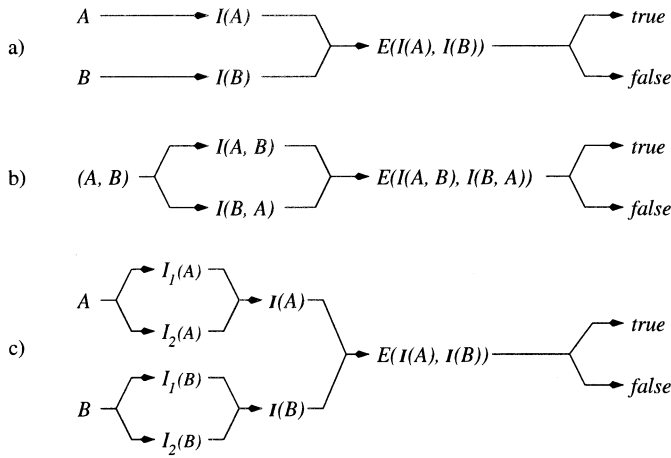 A I(A) true
a) E(I(A), I(B))
B I(B) false
I(A, B) true
b) (A, B) E(I(A, B), I(B, A))
I(B, A) false
I₁(A)
A I(A) true
I₂(A)
c) E(I(A), I(B))
I₁(B) false
B I(B)
I₂(B)